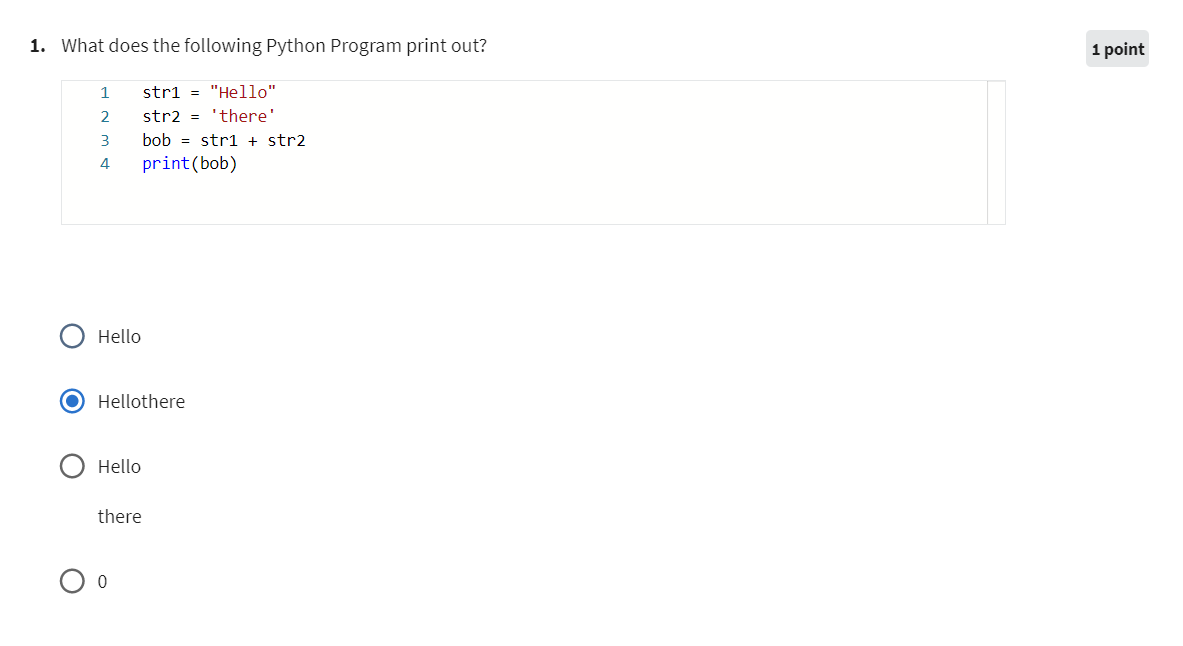 1. What does the following Python Program print out?
1 point
1 str1 = "Hello"
2 str2 = 'there'
3 bob = str1 + str2
4 print(bob)
Hello
Hellothere
Hello
there
0